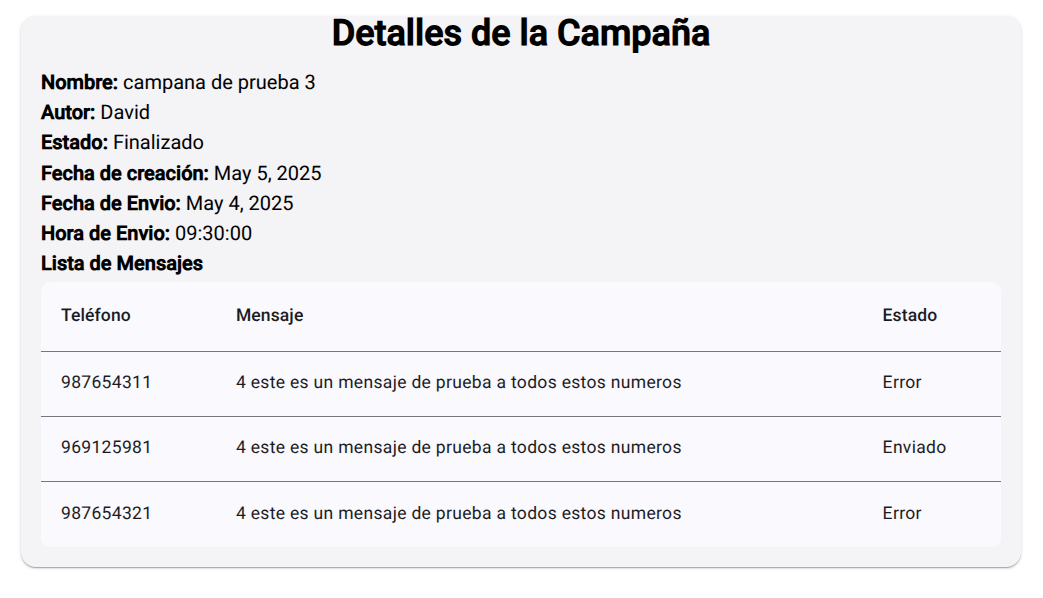 Detalles de la Campaña
Nombre: campana de prueba 3
Autor: David
Estado: Finalizado
Fecha de creación: May 5, 2025
Fecha de Envio: May 4, 2025
Hora de Envio: 09:30:00
Lista de Mensajes
Teléfono Mensaje Estado
987654311 4 este es un mensaje de prueba a todos estos numeros Error
969125981 4 este es un mensaje de prueba a todos estos numeros Enviado
987654321 4 este es un mensaje de prueba a todos estos numeros Error